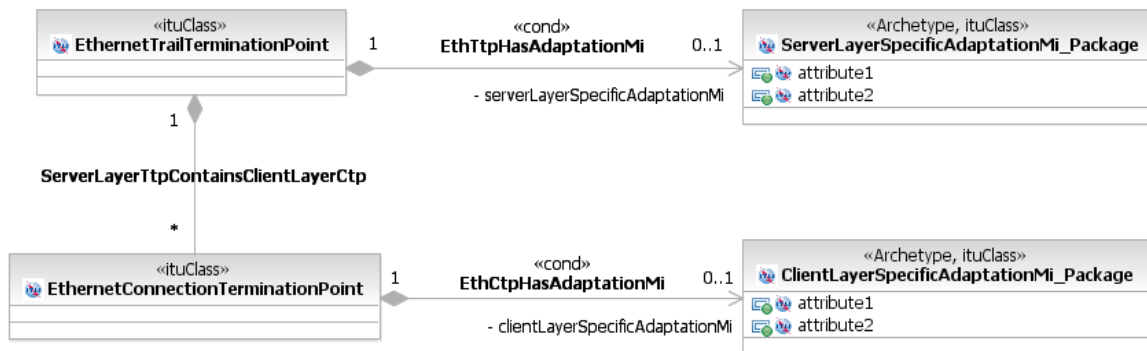 «ituClass»
EthernetTrailTerminationPoint
1
«cond»
EthTtpHasAdaptationMi
0..1
- serverLayerSpecificAdaptationMi
«Archetype, ituClass»
ServerLayerSpecificAdaptationMi_Package
attribute1
attribute2
1
ServerLayerTtpContainsClientLayerCtp
*
«ituClass»
EthernetConnectionTerminationPoint
1
«cond»
EthCtpHasAdaptationMi
0..1
- clientLayerSpecificAdaptationMi
«Archetype, ituClass»
ClientLayerSpecificAdaptationMi_Package
attribute1
attribute2